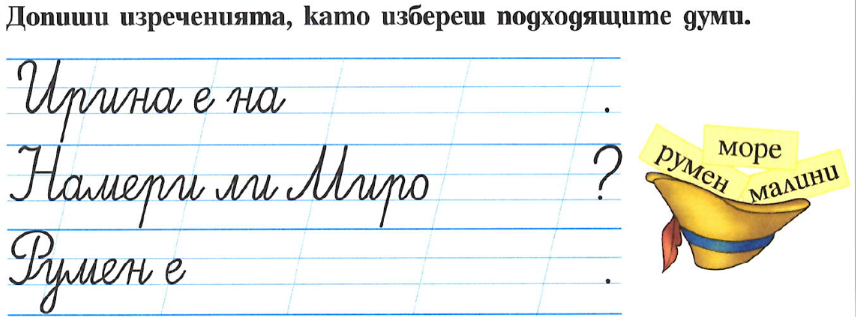 Допиши изреченията, като избереш подходящите думи.
Ирина е на .
Намери ли Миро ?
Румен е .
румен
море
малини